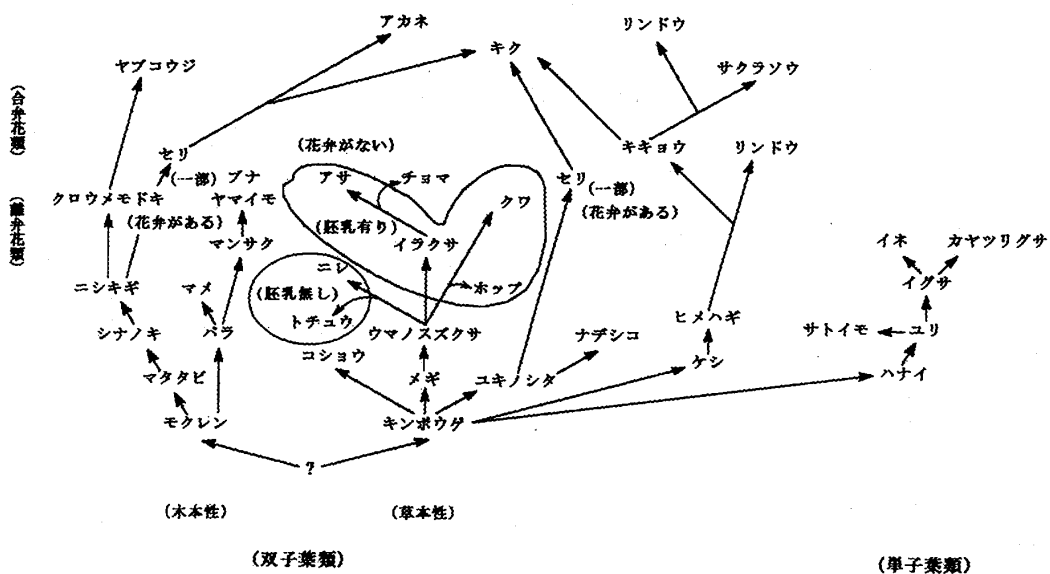 アカネ
リンドウ
キク
ヤブコウジ
サクラソウ
(合弁花類)
セリ
(花弁がない)
キキョウ
リンドウ
(一部)
ブナ
アサ
チョマ
セリ
(一部)
クロウメモドキ
ヤマイモ
クワ
(花弁がある)
(花弁がある)
(離弁花類)
マンサク
(胚乳有り)
イラクサ
イネ
カヤツリグサ
ニレ
ニシキギ
マメ
(胚乳無し)
ホップ
イグサ
トチュウ
ヒメハギ
シナノキ
バラ
ウマノスズクサ
ナデシコ
サトイモ
ユリ
コショウ
ケシ
マタタビ
メギ
ユキノシタ
ハナイ
モクレン
キンポウゲ
?
(木本性)
(草本性)
(双子葉類)
(単子葉類)